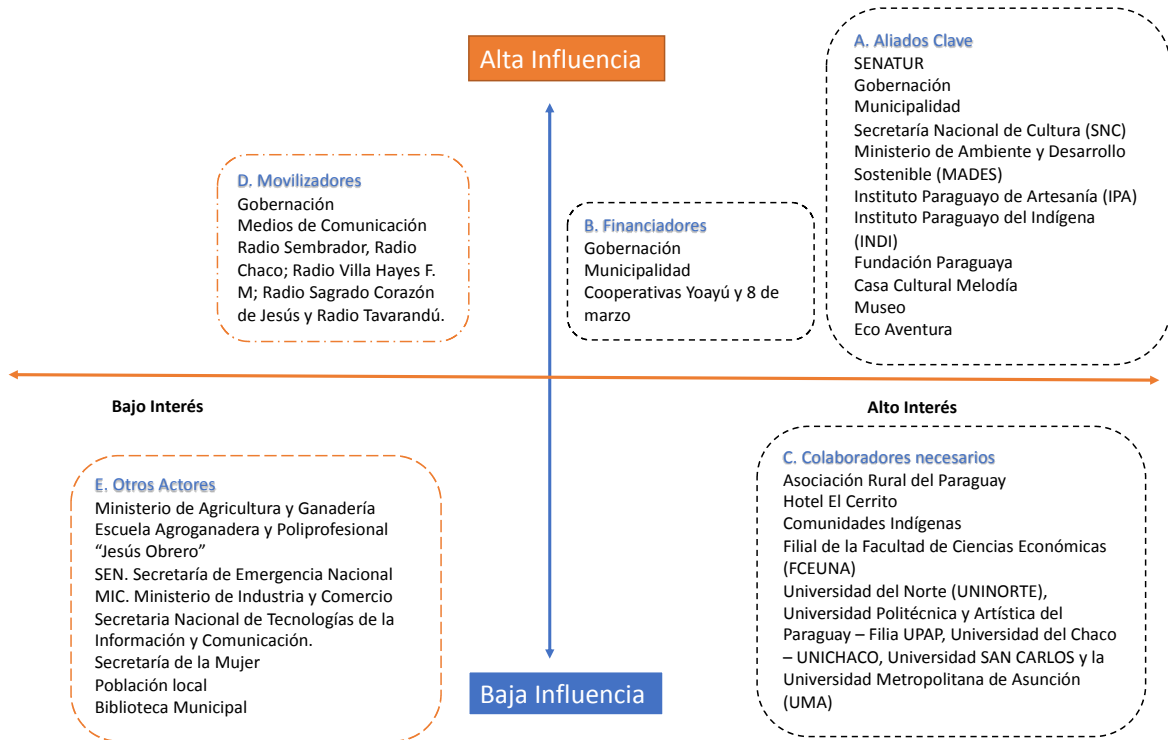 Alta Influencia
A. Aliados Clave
SENATUR
Gobernación
Municipalidad
Secretaría Nacional de Cultura (SNC)
Ministerio de Ambiente y Desarrollo
Sostenible (MADES)
Instituto Paraguayo de Artesanía (IPA)
Instituto Paraguayo del Indígena
(INDI)
Fundación Paraguaya
Casa Cultural Melodía
Museo
Eco Aventura
D. Movilizadores
Gobernación
Medios de Comunicación
Radio Sembrador, Radio
Chaco; Radio Villa Hayes F.
M; Radio Sagrado Corazón
de Jesús y Radio Tavarandú.
B. Financiadores
Gobernación
Municipalidad
Cooperativas Yoayú y 8 de
marzo
Bajo Interés
Alto Interés
E. Otros Actores
Ministerio de Agricultura y Ganadería
Escuela Agroganadera y Poliprofesional
“Jesús Obrero”
SEN. Secretaría de Emergencia Nacional
MIC. Ministerio de Industria y Comercio
Secretaria Nacional de Tecnologías de la
Información y Comunicación.
Secretaría de la Mujer
Población local
Biblioteca Municipal
C. Colaboradores necesarios
Asociación Rural del Paraguay
Hotel El Cerrito
Comunidades Indígenas
Filial de la Facultad de Ciencias Económicas
(FCEUNA)
Universidad del Norte (UNINORTE),
Universidad Politécnica y Artística del
Paraguay – Filia UPAP, Universidad del Chaco
– UNICHACO, Universidad SAN CARLOS y la
Universidad Metropolitana de Asunción
(UMA)
Baja Influencia